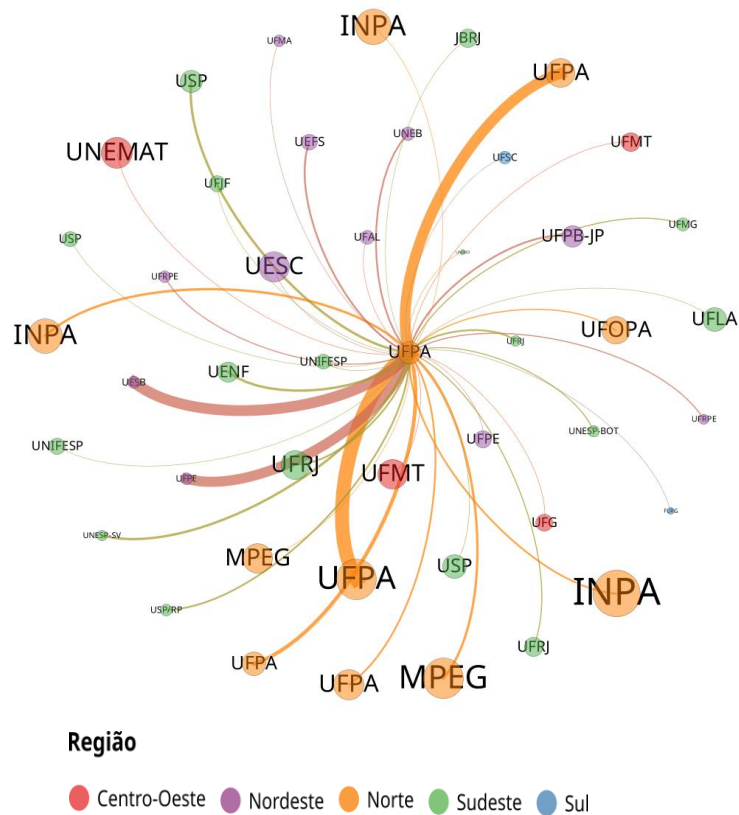 INPA
JBRJ
UFMA
UFPA
USP
UNEB
UEFS
UFMT
UNEMAT
UFSC
UFJF
UFMG
UFAL
UFPB-JP
USP
UESC
UFRPE
UFLA
UFOPA
INPA
UFRJ
UFPA
UNIFESP
UENF
UESB
UFRPE
UNESP-BOT
UFPE
UNIFESP
UFRJ
UFMT
UFPE
UFG
UNESP-SV
MPEG
USP
UFPA
INPA
USP/RP
UFRJ
UFPA
MPEG
UFPA
Região
Centro-Oeste Nordeste Norte Sudeste Sul